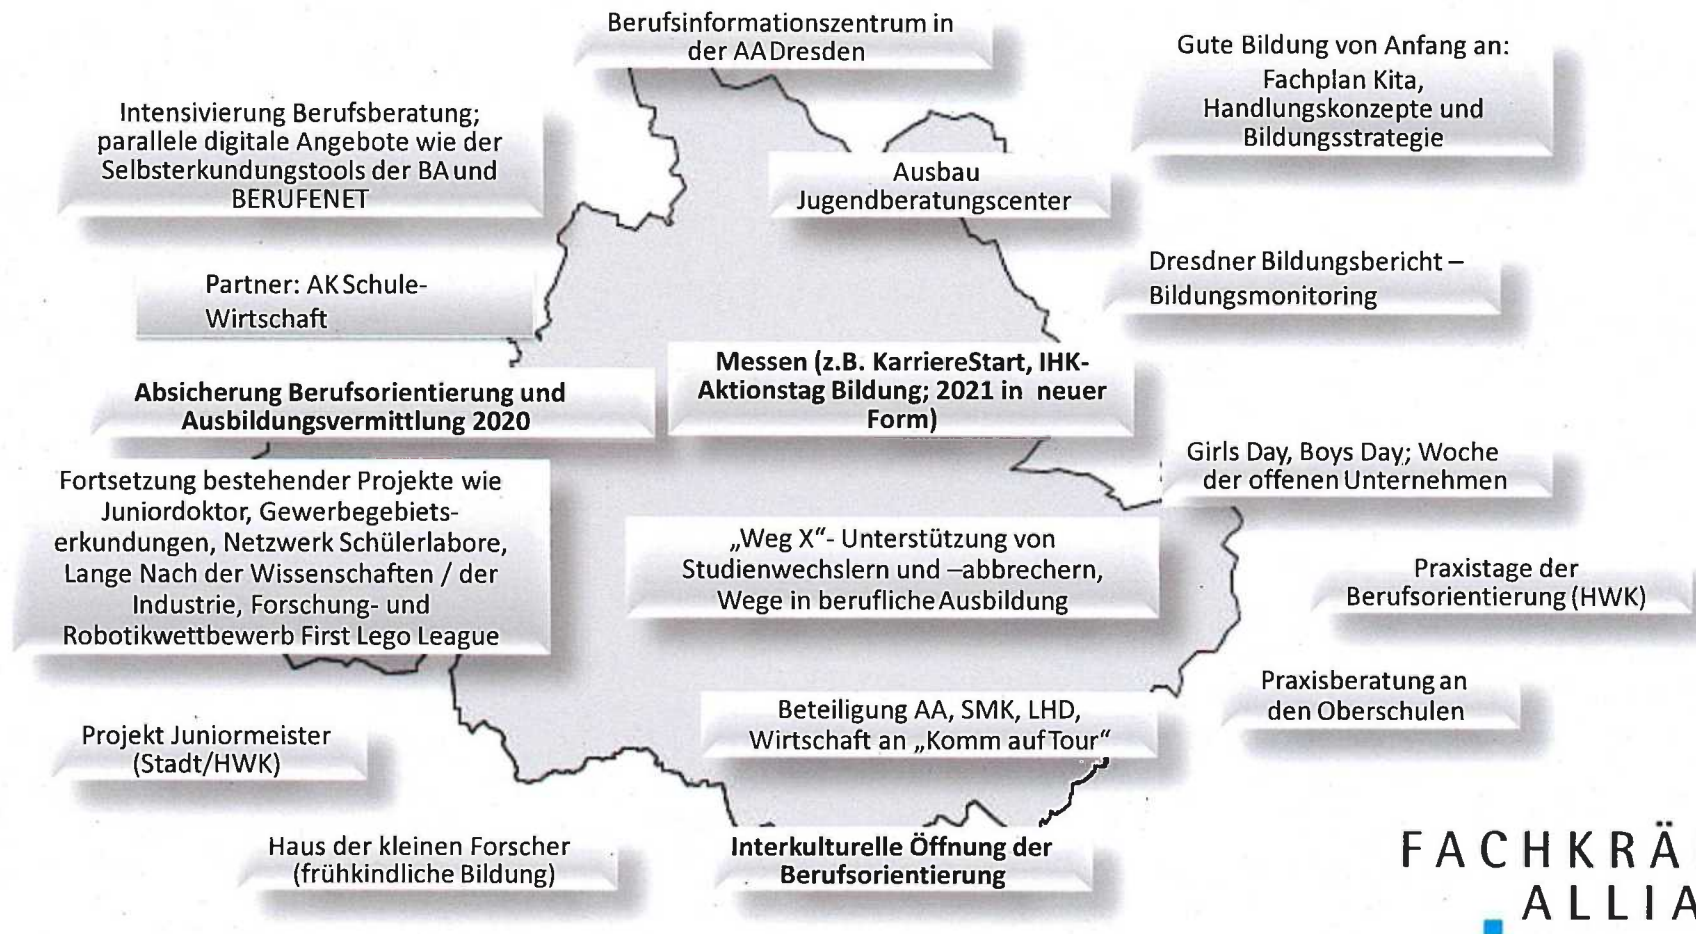 Berufsinformationszentrum in
der AA Dresden
Gute Bildung von Anfang an:
Fachplan Kita,
Handlungskonzepte und
Bildungsstrategie
Intensivierung Berufsberatung;
parallele digitale Angebote wie der
Selbsterkundungstools der BA und
BERUFENET
Ausbau
Jugendberatungscenter
Partner: AK Schule-
Wirtschaft
Dresdner Bildungsbericht –
Bildungsmonitoring
Absicherung Berufsorientierung und
Ausbildungsvermittlung 2020
Messen (z.B. KarriereStart, IHK-
Aktionstag Bildung; 2021 in neuer
Form)
Girls Day, Boys Day; Woche
der offenen Unternehmen
Fortsetzung bestehender Projekte wie
Juniordoktor, Gewerbegebiets-
erkundungen, Netzwerk Schülerlabore,
Lange Nach der Wissenschaften / der
Industrie, Forschung- und
Robotikwettbewerb First Lego League
„Weg X“- Unterstützung von
Studienwechslern und –abbrechern,
Wege in berufliche Ausbildung
Praxistage der
Berufsorientierung (HWK)
Praxisberatung an
den Oberschulen
Beteiligung AA, SMK, LHD,
Wirtschaft an „Komm auf Tour“
Projekt Juniormeister
(Stadt/HWK)
Haus der kleinen Forscher
(frühkindliche Bildung)
Interkulturelle Öffnung der
Berufsorientierung
FACHKRÄ
ALLIA